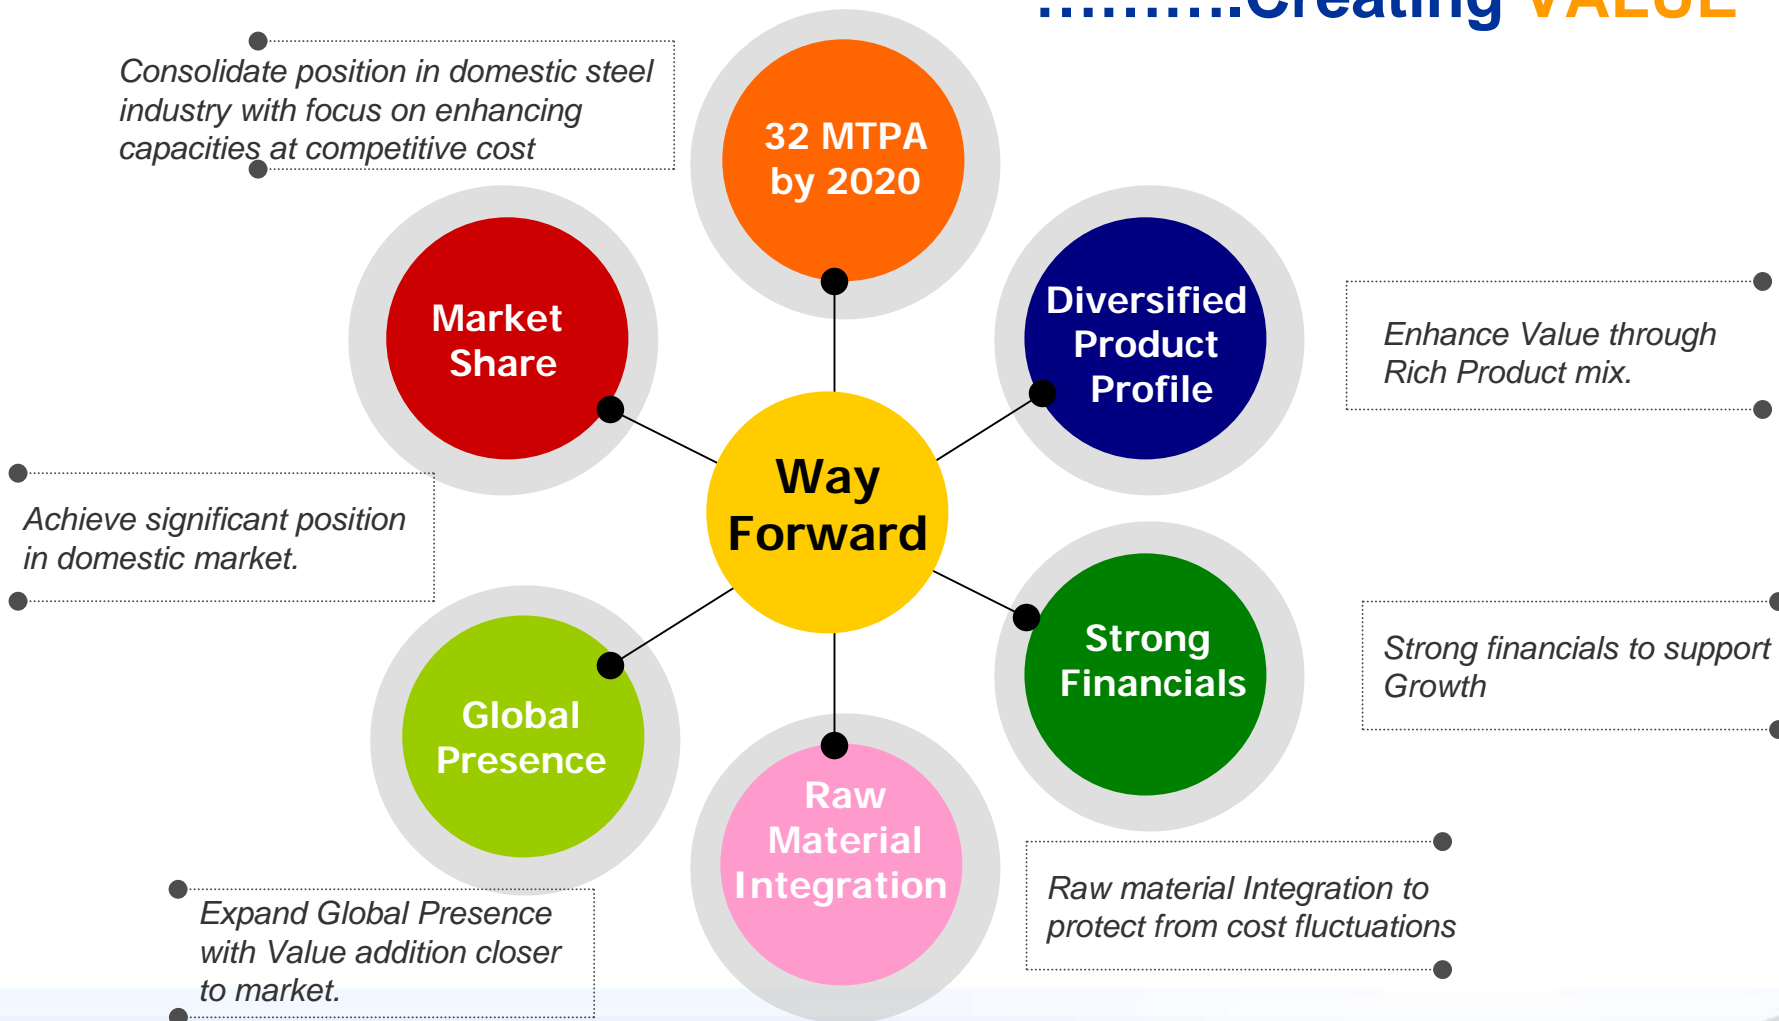 ..........Creating VALUE
Consolidate position in domestic steel
industry with focus on enhancing
capacities at competitive cost
32 MTPA
by 2020
Market
Share
Diversified
Product
Profile
Enhance Value through
Rich Product mix.
Way
Forward
Achieve significant position
in domestic market.
Strong
Financials
Strong financials to support
Growth
Global
Presence
Raw
Material
Integration
Raw material Integration to
protect from cost fluctuations
Expand Global Presence
with Value addition closer
to market.